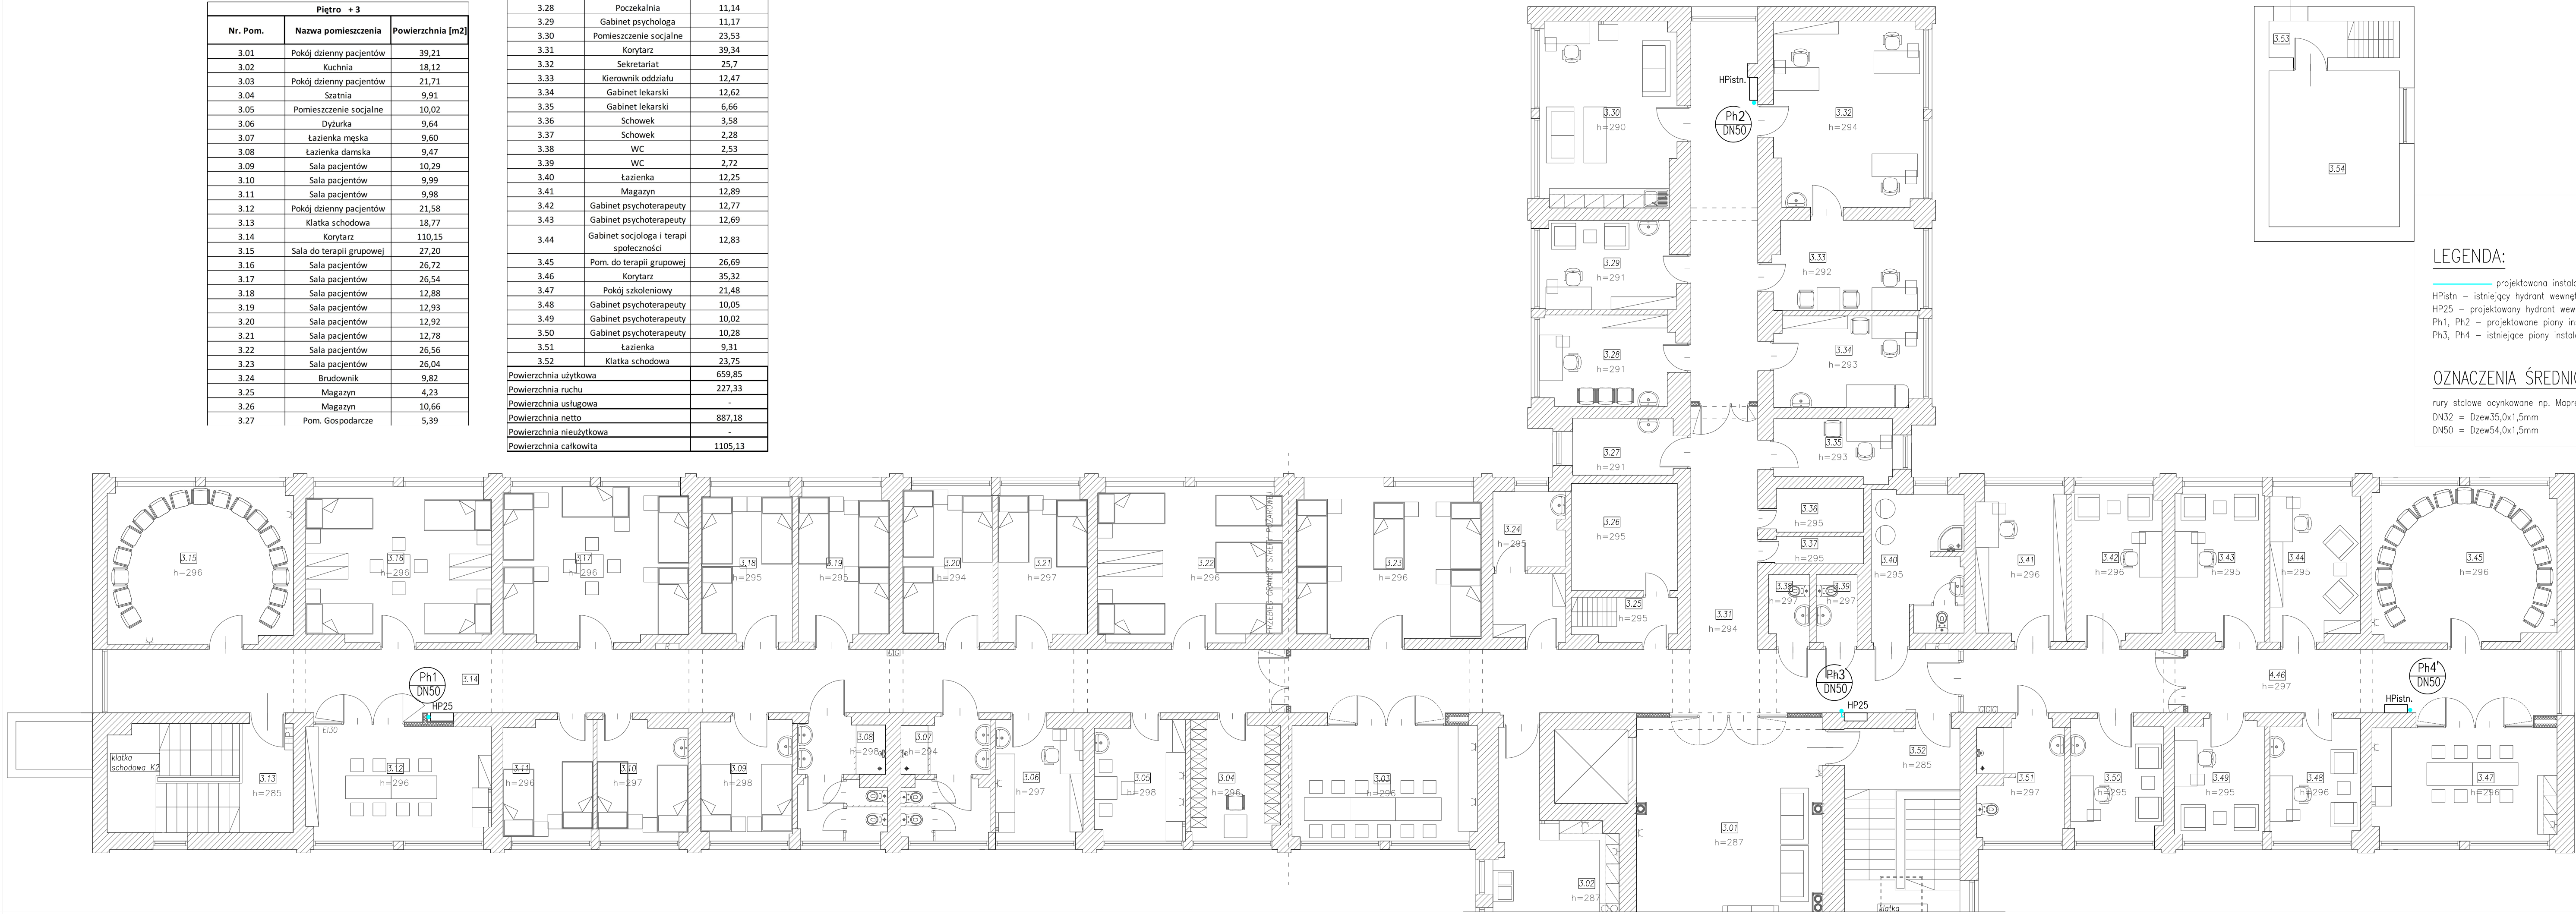 Piętro + 3
Nr. Pom. Nazwa pomieszczenia Powierzchnia [m2]
3.01 Pokój dzienny pacjentów 39,21
3.02 Kuchnia 18,12
3.03 Pokój dzienny pacjentów 21,71
3.04 Szatnia 9,91
3.05 Pomieszczenie socjalne 10,02
3.06 Dyżurka 9,64
3.07 Łazienka męska 9,60
3.08 Łazienka damska 9,47
3.09 Sala pacjentów 10,29
3.10 Sala pacjentów 9,99
3.11 Sala pacjentów 9,98
3.12 Pokój dzienny pacjentów 21,58
3.13 Klatka schodowa 18,77
3.14 Korytarz 110,15
3.15 Sala do terapii grupowej 27,20
3.16 Sala pacjentów 26,72
3.17 Sala pacjentów 26,54
3.18 Sala pacjentów 12,88
3.19 Sala pacjentów 12,93
3.20 Sala pacjentów 12,92
3.21 Sala pacjentów 12,78
3.22 Sala pacjentów 26,56
3.23 Sala pacjentów 26,04
3.24 Brudownik 9,82
3.25 Magazyn 4,23
3.26 Magazyn 10,66
3.27 Pom. Gospodarcze 5,39
3.28 Poczekalnia 11,14
3.29 Gabinet psychologa 11,17
3.30 Pomieszczenie socjalne 23,53
3.31 Korytarz 39,34
3.32 Sekretariat 25,7
3.33 Kierownik oddziału 12,47
3.34 Gabinet lekarski 12,62
3.35 Gabinet lekarski 6,66
3.36 Schowek 3,58
3.37 Schowek 2,28
3.38 WC 2,53
3.39 WC 2,72
3.40 Łazienka 12,25
3.41 Magazyn 12,89
3.42 Gabinet psychoterapeuty 12,77
3.43 Gabinet psychoterapeuty 12,69
3.44 Gabinet socjologa i terapi społeczności 12,83
3.45 Pom. do terapii grupowej 26,69
3.46 Korytarz 35,32
3.47 Pokój szkoleniowy 21,48
3.48 Gabinet psychoterapeuty 10,05
3.49 Gabinet psychoterapeuty 10,02
3.50 Gabinet psychoterapeuty 10,28
3.51 Łazienka 9,31
3.52 Klatka schodowa 23,75
Powierzchnia użytkowa 659,85
Powierzchnia ruchu 227,33
Powierzchnia usługowa -
Powierzchnia netto 887,18
Powierzchnia nieużytkowa -
Powierzchnia całkowita 1105,13
HPistn.
Ph2
DN50
3.30
h=290
3.32
h=294
3.29
h=291
3.33
h=292
3.28
h=291
3.34
h=293
3.27
h=291
3.35
h=293
3.53
3.54
LEGENDA:
projektowana instala
HPistn – istniejący hydrant wewnęt
HP25 – projektowany hydrant wew
Ph1, Ph2 – projektowane piony in
Ph3, Ph4 – istniejące piony instal
OZNACZENIA ŚREDNI
rury stalowe ocynkowane np. Mapre
DN32 = Dzew35,0x1,5mm
DN50 = Dzew54,0x1,5mm
3.15
h=296
3.16
h=296
3.17
h=296
3.18
h=295
3.19
h=295
3.20
h=294
3.21
h=297
3.22
h=296
PRZEBIEG GRANICY STREFY POŻAROWEJ
3.23
h=296
3.24
h=295
3.26
h=295
3.25
h=295
3.31
h=294
3.36
h=295
3.37
h=295
3.38
h=297
3.39
h=297
3.40
h=295
3.41
h=296
3.42
h=296
3.43
h=295
3.44
h=295
3.45
h=296
Ph1
DN50
3.14
HP25
EI30
Ph3
DN50
HP25
4.46
h=297
Ph4'
DN50
HPistn.
klatka
schodowa K2
3.13
h=285
3.12
h=296
3.11
h=296
3.10
h=297
3.09
h=298
3.08
h=298
3.07
h=294
3.06
h=297
3.05
h=298
3.04
h=296
3.03
h=296
3.02
h=287
3.01
h=287
3.52
h=285
klatka
3.51
h=297
3.50
h=295
3.49
h=295
3.48
h=296
3.47
h=296